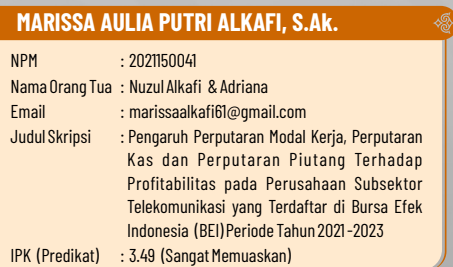 MARISSA AULIA PUTRI ALKAFI, S.Ak.
NPM : 2021150041
Nama Orang Tua : Nuzul Alkafi & Adriana
Email : marissaalkafi61@gmail.com
Judul Skripsi : Pengaruh Perputaran Modal Kerja, Perputaran
Kas dan Perputaran Piutang Terhadap
Profitabilitas pada Perusahaan Subsektor
Telekomunikasi yang Terdaftar di Bursa Efek
Indonesia (BEI) Periode Tahun 2021-2023
IPK (Predikat) : 3.49 (Sangat Memuaskan)